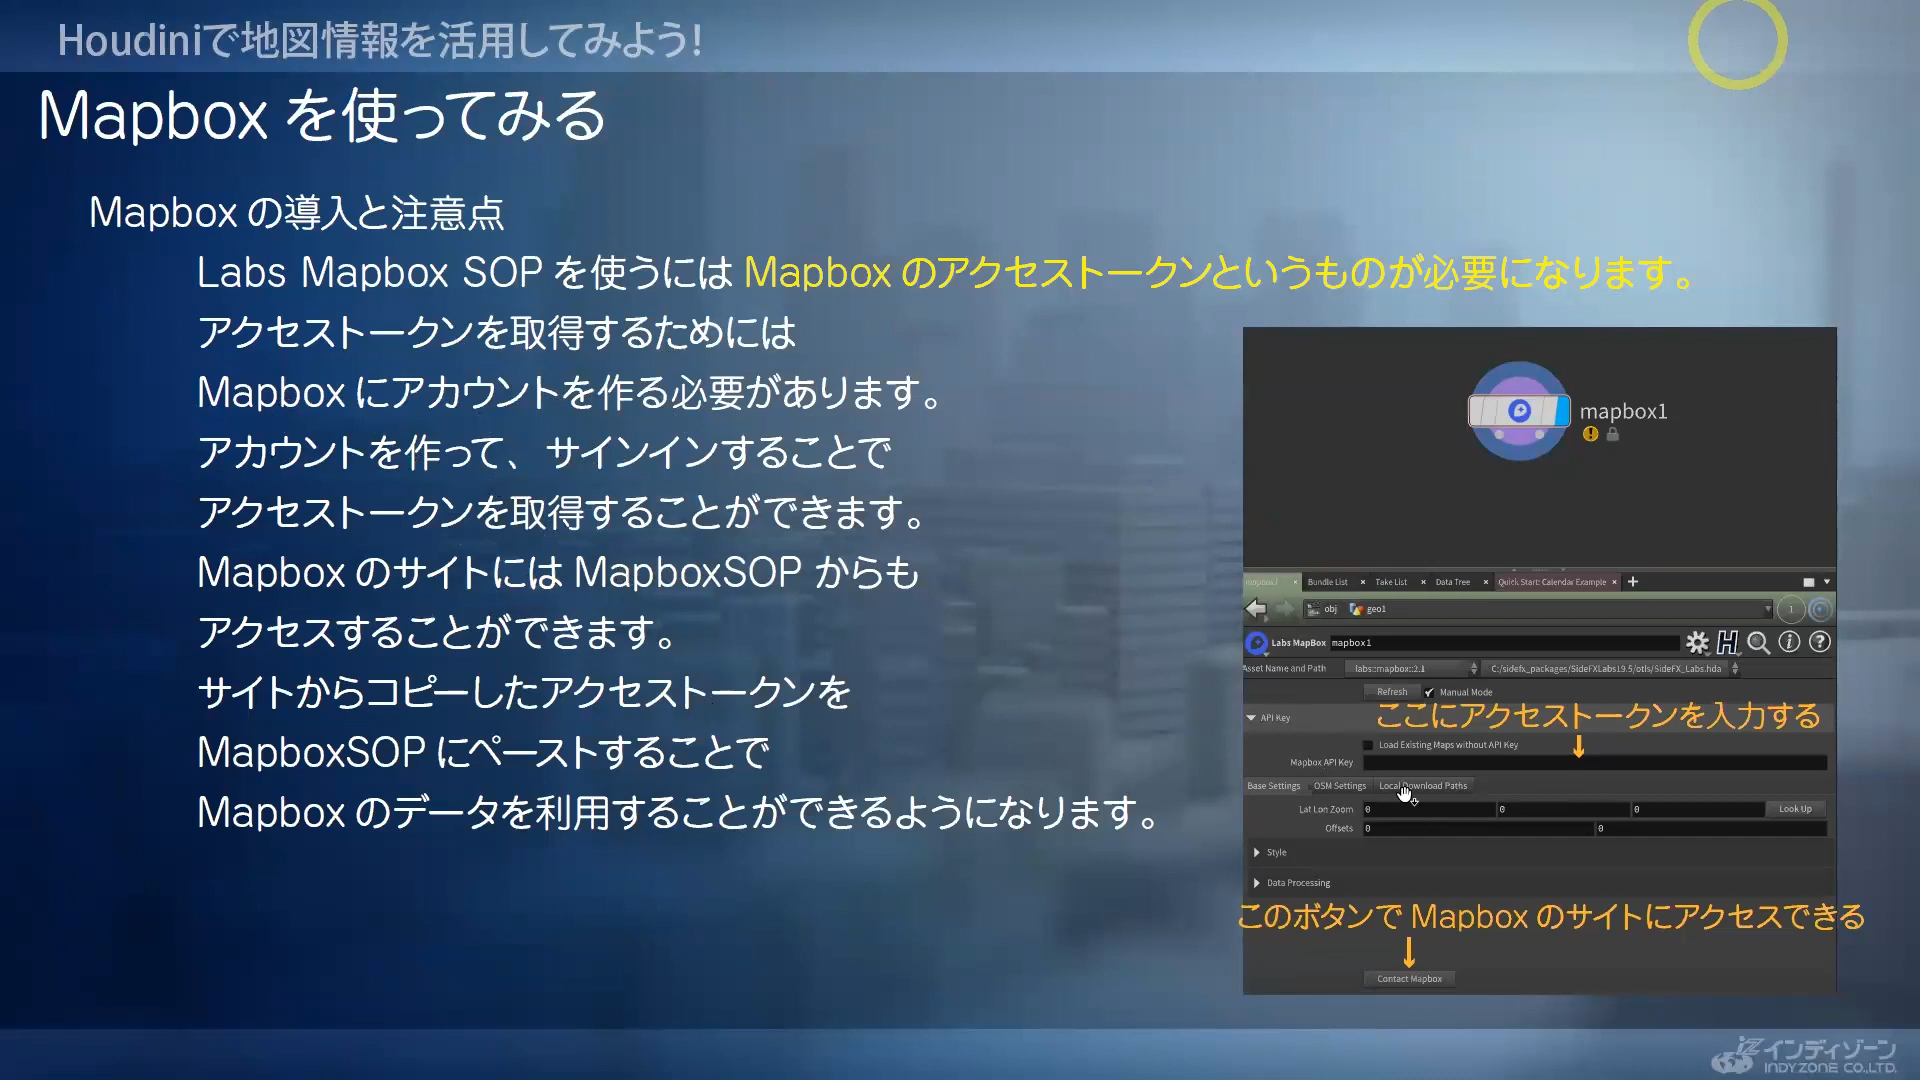 Houdiniで地図情報を活用してみよう!
Mapbox を使ってみる
Mapbox の導入と注意点
Labs Mapbox SOP を使うには Mapbox のアクセストークンというものが必要になります。
アクセストークンを取得するためには
Mapbox にアカウントを作る必要があります。
アカウントを作って、サインインすることで
アクセストークンを取得することができます。
Mapbox のサイトには MapboxSOP からも
アクセスすることができます。
サイトからコピーしたアクセストークンを
MapboxSOP にペーストすることで
Mapbox のデータを利用することができるようになります。
mapbox1
mapbox1 Bundle List Take List Data Tree Quick Start: Calendar Example
obj geo1 1
Labs MapBox mapbox1
Asset Name and Path labs::mapbox::2.1 C:/sidefx_packages/SideFXLabs19.5/otls/SideFX_Labs.hda
Refresh Manual Mode
API Key
ここにアクセストークンを入力する
Load Existing Maps without API Key
Mapbox API Key
Base Settings OSM Settings Local Download Paths
Lat Lon Zoom 0 0 0 Look Up
Offsets 0 0
Style
Data Processing
このボタンで Mapbox のサイトにアクセスできる
Contact Mapbox
インディゾーン
INDYZONE CO.,LTD.